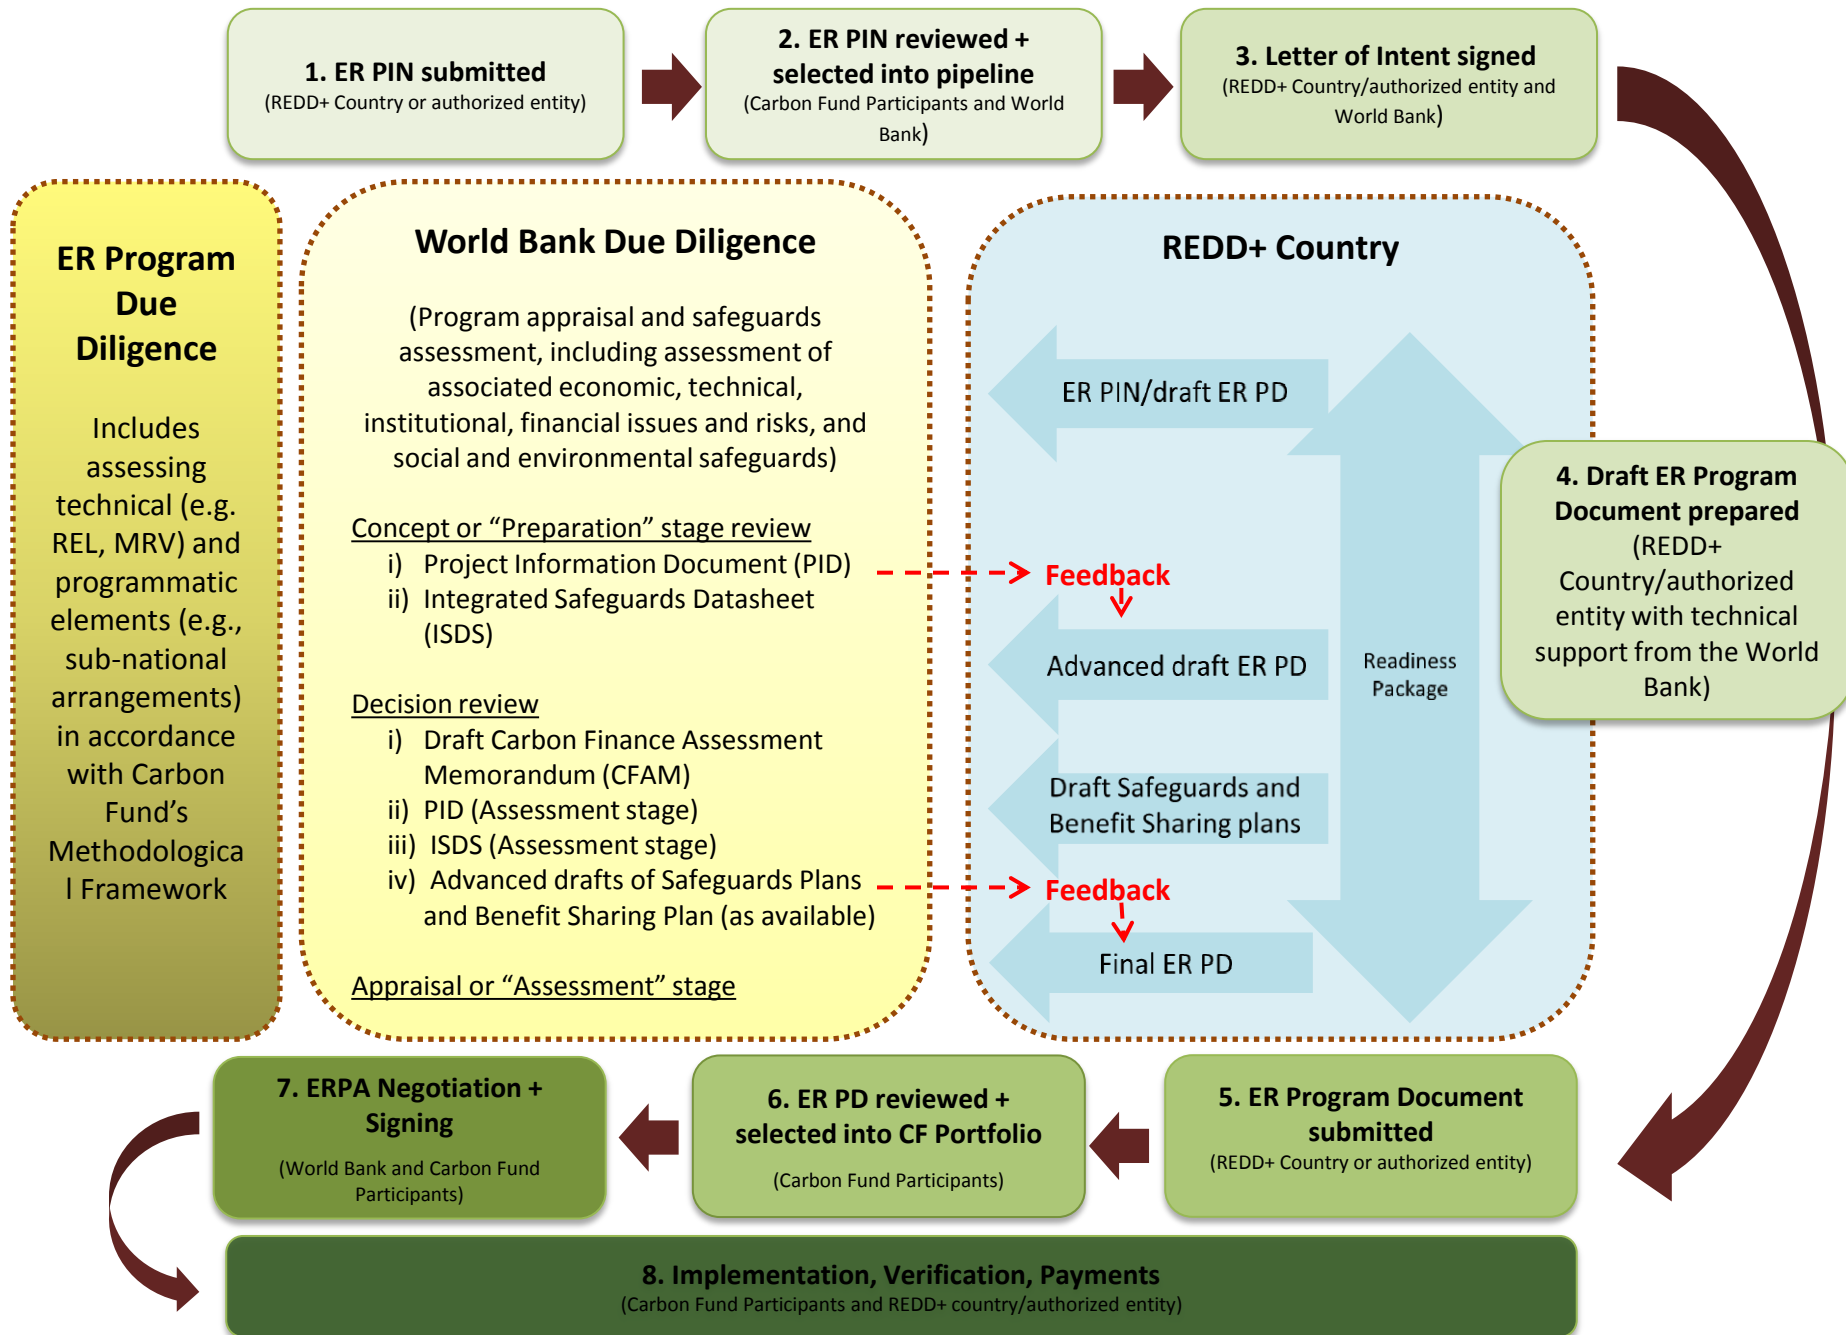 1. ER PIN submitted
(REDD+ Country or authorized entity)
2. ER PIN reviewed +
selected into pipeline
(Carbon Fund Participants and World
Bank)
3. Letter of Intent signed
(REDD+ Country/authorized entity and
World Bank)
ER Program
Due
Diligence
Includes
assessing
technical (e.g.
REL, MRV) and
programmatic
elements (e.g.,
sub-national
arrangements)
in accordance
with Carbon
Fund's
Methodologica
l Framework
World Bank Due Diligence
(Program appraisal and safeguards
assessment, including assessment of
associated economic, technical,
institutional, financial issues and risks, and
social and environmental safeguards)
Concept or “Preparation” stage review
i) Project Information Document (PID)
ii) Integrated Safeguards Datasheet
(ISDS)
Decision review
i) Draft Carbon Finance Assessment
Memorandum (CFAM)
ii) PID (Assessment stage)
iii) ISDS (Assessment stage)
iv) Advanced drafts of Safeguards Plans
and Benefit Sharing Plan (as available)
Appraisal or “Assessment” stage
REDD+ Country
ER PIN/draft ER PD
Feedback
Advanced draft ER PD
Draft Safeguards and
Benefit Sharing plans
Feedback
Final ER PD
Readiness
Package
4. Draft ER Program
Document prepared
(REDD+
Country/authorized
entity with technical
support from the World
Bank)
5. ER Program Document
submitted
(REDD+ Country or authorized entity)
6. ER PD reviewed +
selected into CF Portfolio
(Carbon Fund Participants)
7. ERPA Negotiation +
Signing
(World Bank and Carbon Fund
Participants)
8. Implementation, Verification, Payments
(Carbon Fund Participants and REDD+ country/authorized entity)